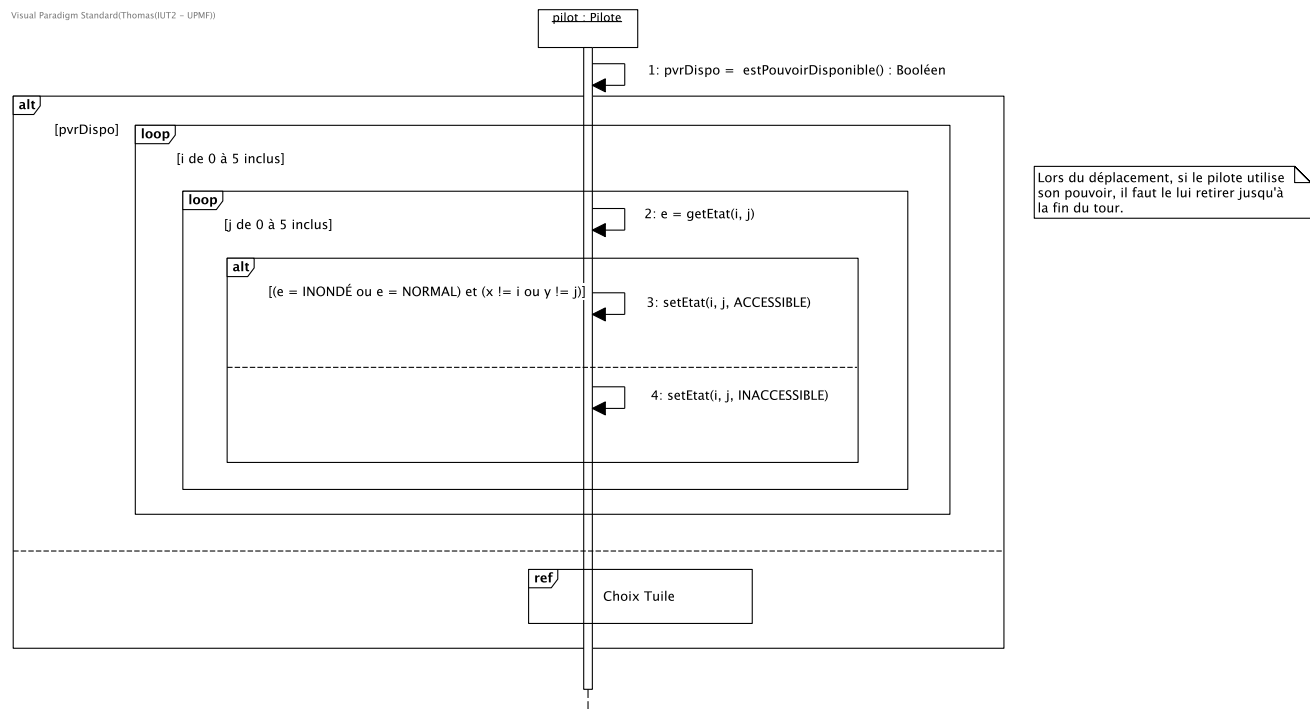 Visual Paradigm Standard(Thomas(IUT2 - UPMF))
pilot : Pilote
1: pvrDispo = estPouvoirDisponible() : Booléen
alt
[pvrDispo]
loop
[i de 0 à 5 inclus]
loop
[j de 0 à 5 inclus]
2: e = getEtat(i, j)
alt
[(e = INONDÉ ou e = NORMAL) et (x != i ou y != j)]
3: setEtat(i, j, ACCESSIBLE)
4: setEtat(i, j, INACCESSIBLE)
ref
Choix Tuile
Lors du déplacement, si le pilote utilise
son pouvoir, il faut le lui retirer jusqu'à
la fin du tour.